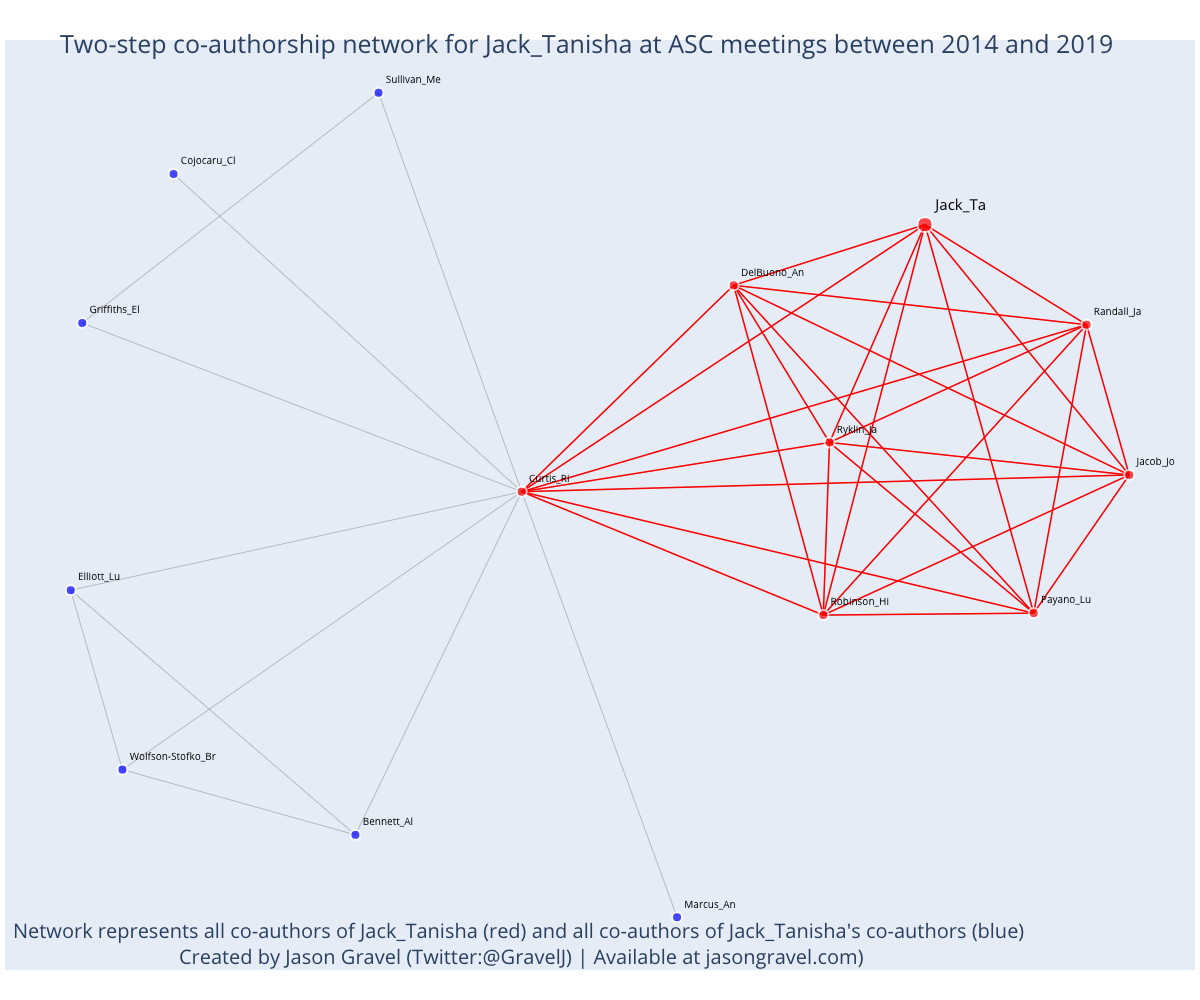 Two-step co-authorship network for Jack_Tanisha at ASC meetings between 2014 and 2019
Sullivan_Me
Cojocaru_Cl
Jack_Ta
DelBuono_An
Griffiths_El
Randall_Ja
Ryklin_Ja
Jacob_Jo
Curtis_Ri
Elliott_Lu
Robinson_Hi
Payano_Lu
Wolfson-Stofko_Br
Bennett_Al
Marcus_An
Network represents all co-authors of Jack_Tanisha (red) and all co-authors of Jack_Tanisha's co-authors (blue)
Created by Jason Gravel (Twitter:@GravelJ) | Available at jasongravel.com)